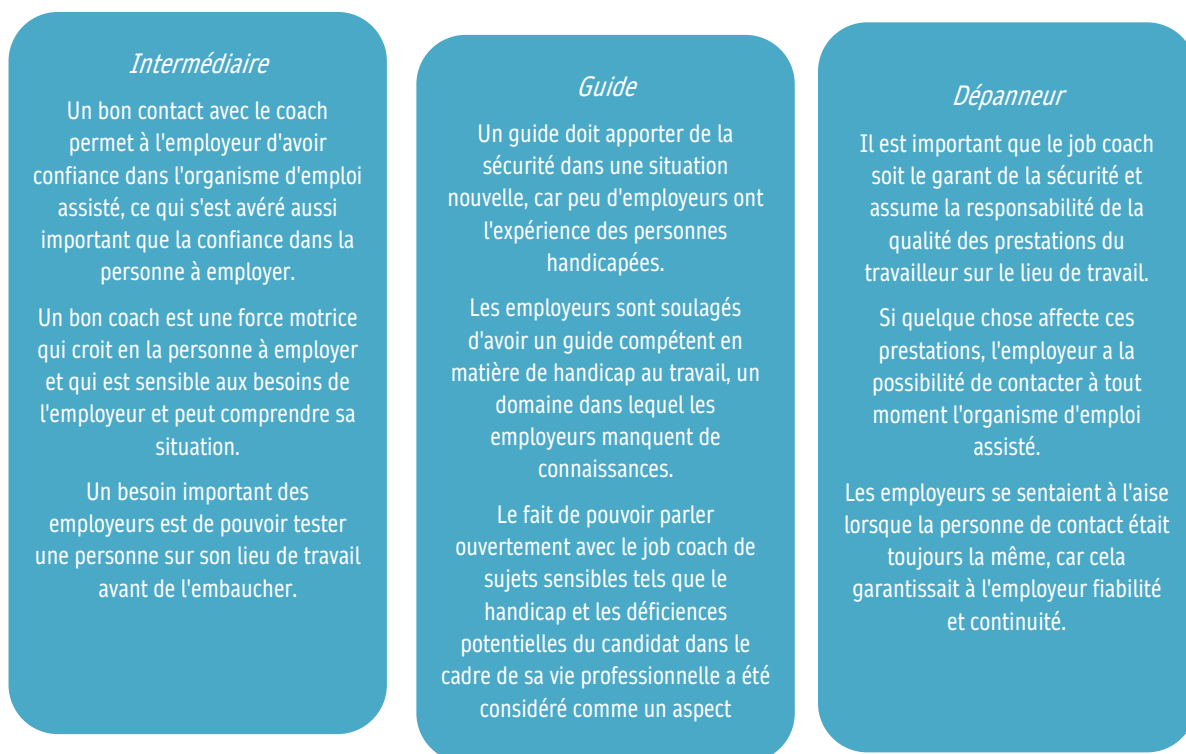 Intermédiaire
Un bon contact avec le coach
permet à l'employeur d'avoir
confiance dans l'organisme d'emploi
assisté, ce qui s'est avéré aussi
important que la confiance dans la
personne à employer.
Un bon coach est une force motrice
qui croit en la personne à employer
et qui est sensible aux besoins de
l'employeur et peut comprendre sa
situation.
Un besoin important des
employeurs est de pouvoir tester
une personne sur son lieu de travail
avant de l'embaucher.
Guide
Un guide doit apporter de la
sécurité dans une situation
nouvelle, car peu d'employeurs ont
l'expérience des personnes
handicapées.
Les employeurs sont soulagés
d'avoir un guide compétent en
matière de handicap au travail, un
domaine dans lequel les
employeurs manquent de
connaissances.
Le fait de pouvoir parler
ouvertement avec le job coach de
sujets sensibles tels que le
handicap et les déficiences
potentielles du candidat dans le
cadre de sa vie professionnelle a été
considéré comme un aspect
Dépanneur
Il est important que le job coach
soit le garant de la sécurité et
assume la responsabilité de la
qualité des prestations du
travailleur sur le lieu de travail.
Si quelque chose affecte ces
prestations, l'employeur a la
possibilité de contacter à tout
moment l'organisme d'emploi
assisté.
Les employeurs se sentaient à l'aise
lorsque la personne de contact était
toujours la même, car cela
garantissait à l'employeur fiabilité
et continuité.